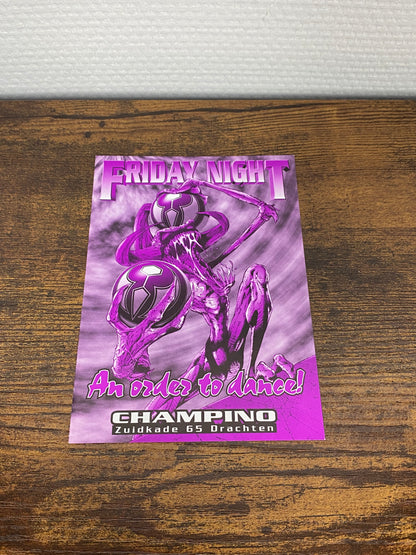 FRIDAY NIGHT
An order to dance!
CHAMPINO
Zuidkade 65 Drachten